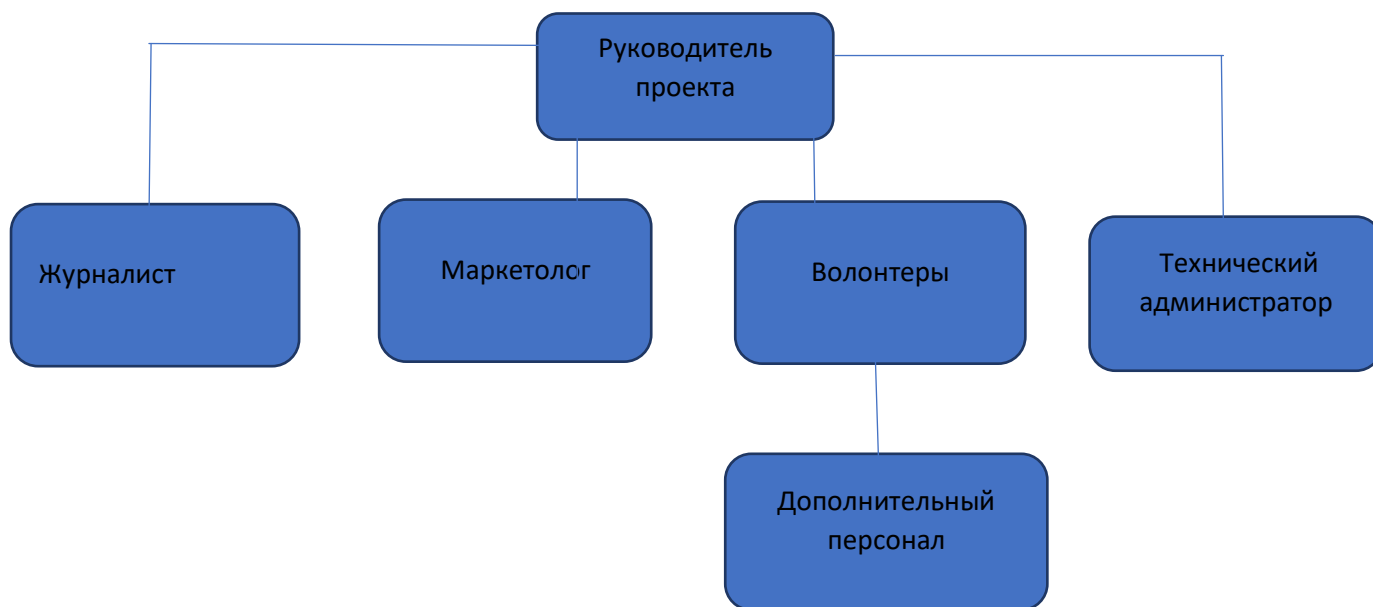 Руководитель
проекта
Журналист
Маркетолог
Волонтеры
Технический
администратор
Дополнительный
персонал